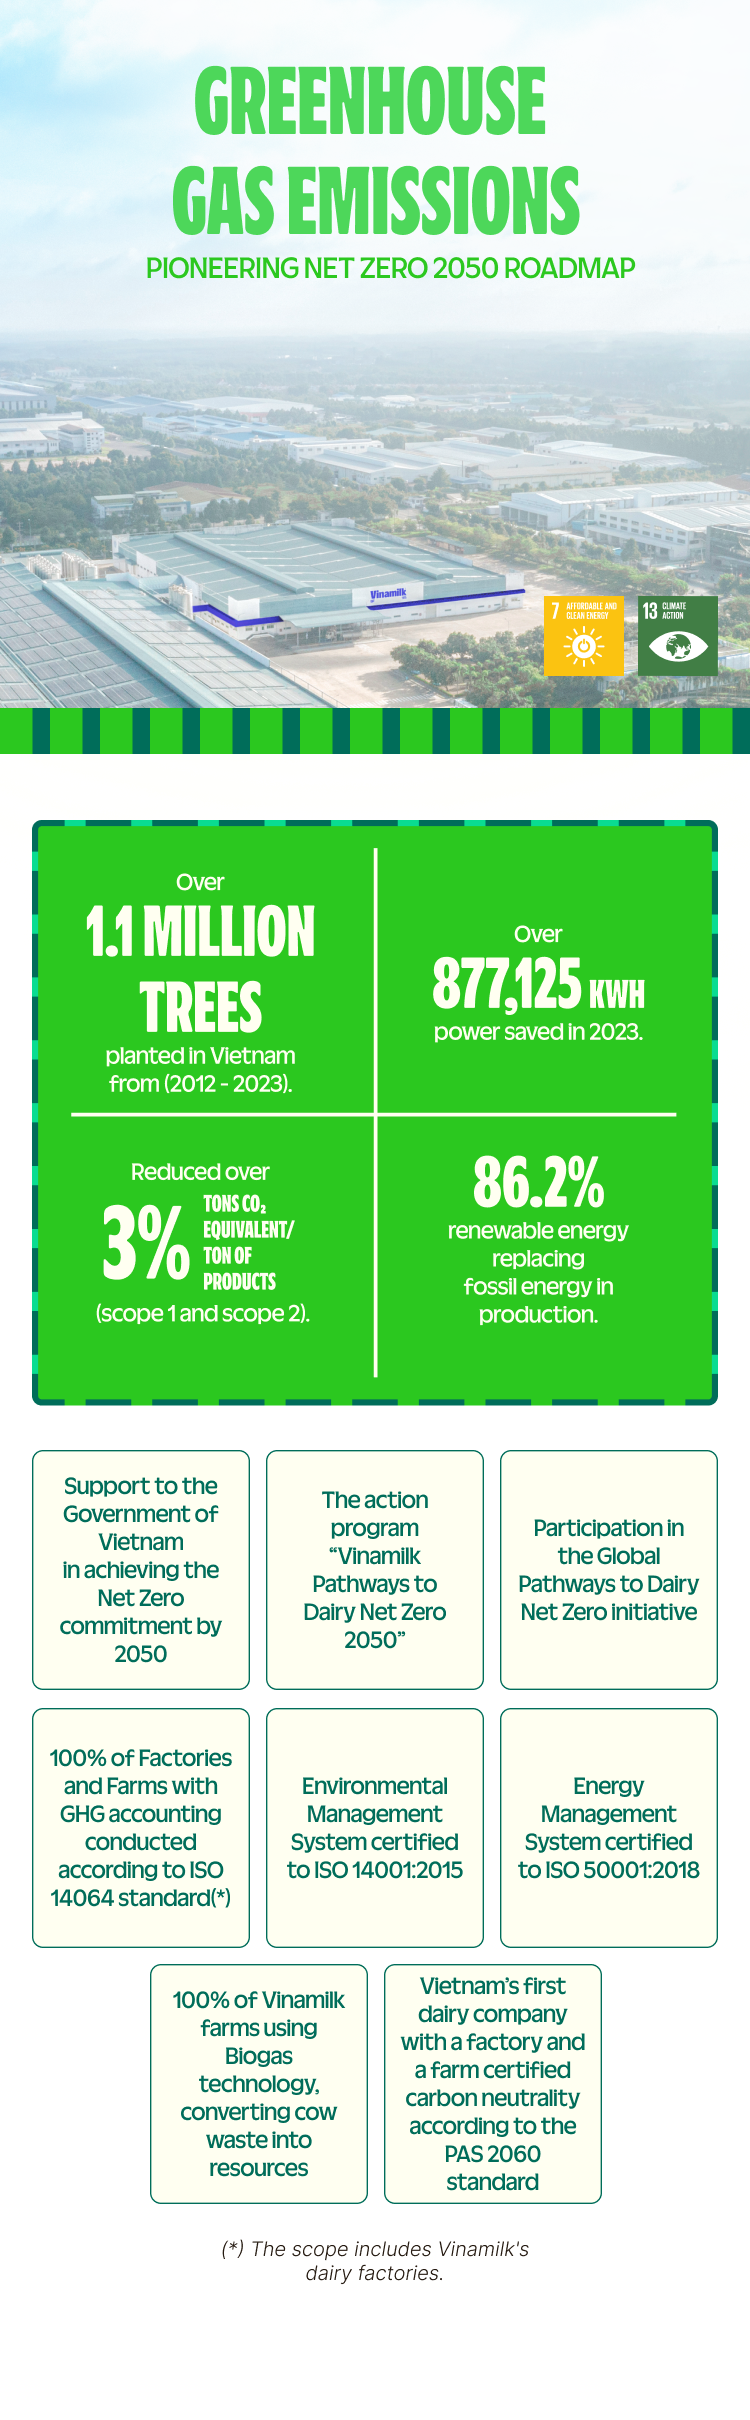 GREENHOUSE
GAS EMISSIONS
PIONEERING NET ZERO 2050 ROADMAP
Vinamilk
7 AFFORDABLE AND
CLEAN ENERGY
13 CLIMATE
ACTION
Over
1.1 MILLION
TREES
planted in Vietnam
from (2012 - 2023).
Over
877,125 KWH
power saved in 2023.
Reduced over
3%
TONS CO₂
EQUIVALENT/
TON OF
PRODUCTS
(scope 1 and scope 2).
86.2%
renewable energy
replacing
fossil energy in
production.
Support to the
Government of
Vietnam
in achieving the
Net Zero
commitment by
2050
The action
program
“Vinamilk
Pathways to
Dairy Net Zero
2050”
Participation in
the Global
Pathways to Dairy
Net Zero initiative
100% of Factories
and Farms with
GHG accounting
conducted
according to ISO
14064 standard(*)
Environmental
Management
System certified
to ISO 14001:2015
Energy
Management
System certified
to ISO 50001:2018
100% of Vinamilk
farms using
Biogas
technology,
converting cow
waste into
resources
Vietnam’s first
dairy company
with a factory and
a farm certified
carbon neutrality
according to the
PAS 2060
standard
(*) The scope includes Vinamilk's
dairy factories.